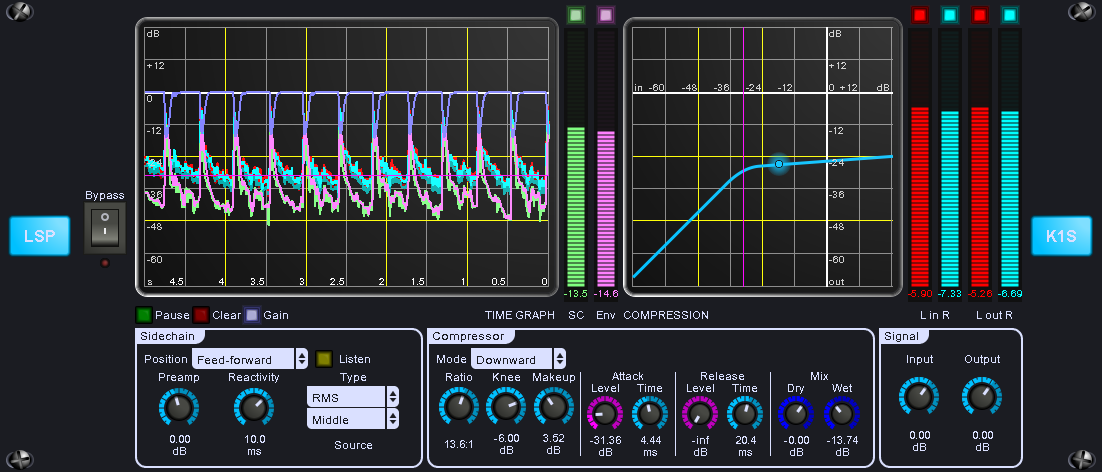 dB
+12
0
-12
-36
-48
-60
s 4.5 4 3.5 3 2.5 2 1.5 1 0.5 0
dB
+12
in -60 -48 -36 -24 -12 0 +12 dB
-12
-24
-36
-48
-60
out
Bypass
LSP
K1S
-13.5 -14.6
-5.90 -7.33 -5.26 -6.69
Pause Clear Gain TIME GRAPH SC Env COMPRESSION L in R L out R
Sidechain
Position Feed-forward Listen
Preamp Reactivity Type
RMS
Middle
Source
0.00 10.0
dB ms
Compressor
Mode Downward
Ratio Knee Makeup
13.6:1 -6.00 3.52
dB dB
Attack
Level Time
-31.36 4.44
dB ms
Release
Level Time
-inf 20.4
dB ms
Mix
Dry Wet
-0.00 -13.74
dB dB
Signal
Input Output
0.00 0.00
dB dB